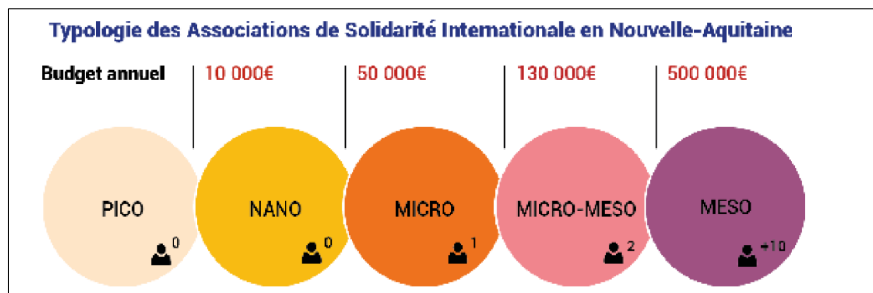 Typologie des Associations de Solidarité Internationale en Nouvelle-Aquitaine
Budget annuel 10 000€ 50 000€ 130 000€ 500 000€
PICO NANO MICRO MICRO-MESO MESO
0 0 1 2 +10